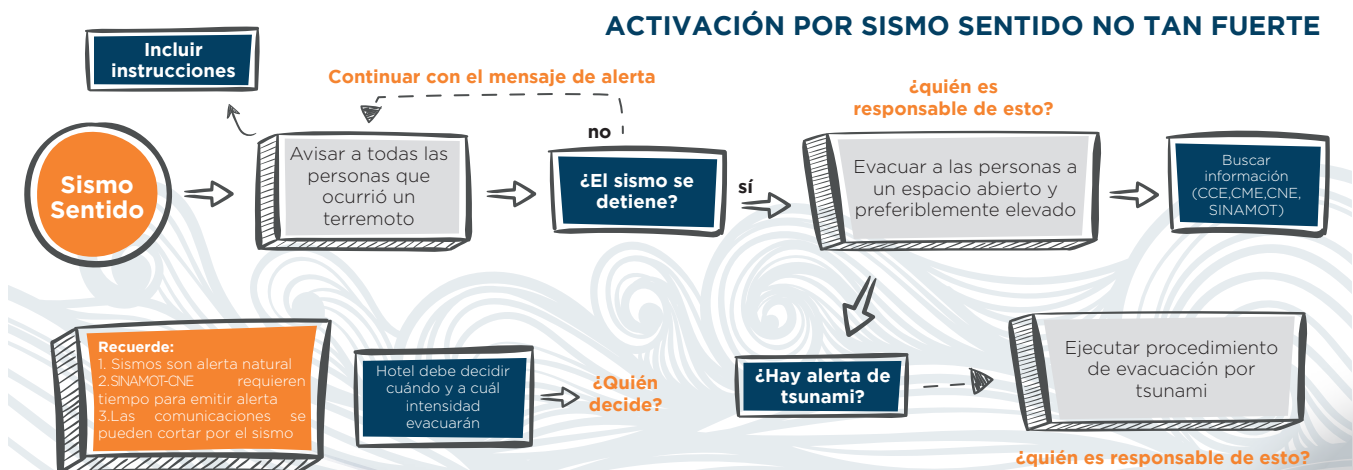 ACTIVACIÓN POR SISMO SENTIDO NO TAN FUERTE
Incluir
instrucciones
Continuar con el mensaje de alerta
¿quién es
responsable de esto?
Sismo
Sentido
Avisar a todas las
personas que
ocurrió un
terremoto
no
¿El sismo se
detiene?
sí
Evacuar a las personas a
un espacio abierto y
preferiblemente elevado
Buscar
información
(CCE,CME,CNE,
SINAMOT)
Recuerde:
1. Sismos son alerta natural
2.SINAMOT-CNE requieren
tiempo para emitir alerta
3.Las comunicaciones se
pueden cortar por el sismo
Hotel debe decidir
cuándo y a cuál
intensidad
evacuarán
¿Quién
decide?
¿Hay alerta de
tsunami?
Ejecutar procedimiento
de evacuación por
tsunami
¿quién es responsable de esto?